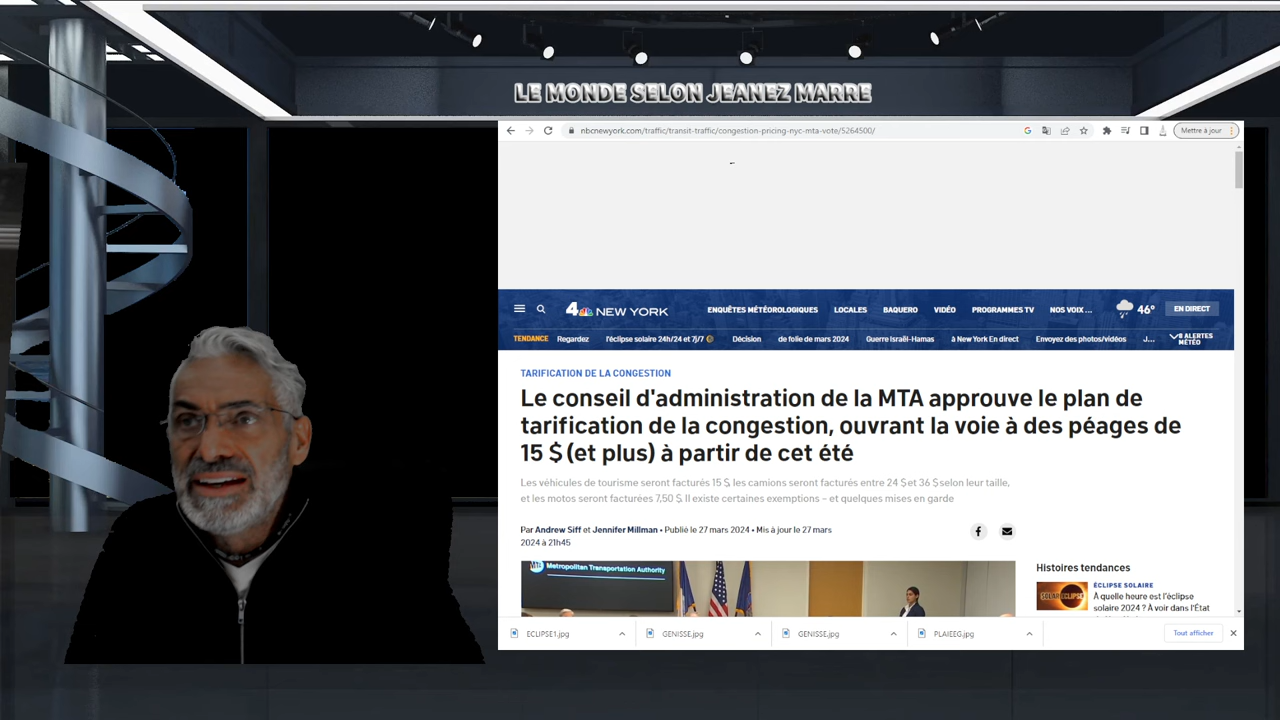 LE MONDE SELON JEANEZ MARRE
nbcnewyork.com/traffic/transit-traffic/congestion-pricing-nyc-mta-vote/5264500/
Mettre à jour
4 NEW YORK
ENQUÊTES MÉTÉOROLOGIQUES LOCALES BAQUERO VIDÉO PROGRAMMES TV NOS VOIX ...
46°
EN DIRECT
TENDANCE Regardez l'éclipse solaire 24h/24 et 7j/7 Décision de folie de mars 2024 Guerre Israël-Hamas à New York En direct Envoyez des photos/vidéos J...
8 ALERTES
MÉTÉO
TARIFICATION DE LA CONGESTION
Le conseil d'administration de la MTA approuve le plan de
tarification de la congestion, ouvrant la voie à des péages de
15 $ (et plus) à partir de cet été
Les véhicules de tourisme seront facturés 15 $, les camions seront facturés entre 24 $ et 36 $ selon leur taille,
et les motos seront facturées 7,50 $. Il existe certaines exemptions – et quelques mises en garde
Par Andrew Siff et Jennifer Millman • Publié le 27 mars 2024 • Mis à jour le 27 mars
2024 à 21h45
Metropolitan Transportation Authority
Histoires tendances
SOLAR ECLIPSE
ÉCLIPSE SOLAIRE
À quelle heure est l'éclipse
solaire 2024 ? À voir dans l'État
ECLIPSE1.jpg
GENISSE.jpg
GENISSE.jpg
PLAIEEG.jpg
Tout afficher